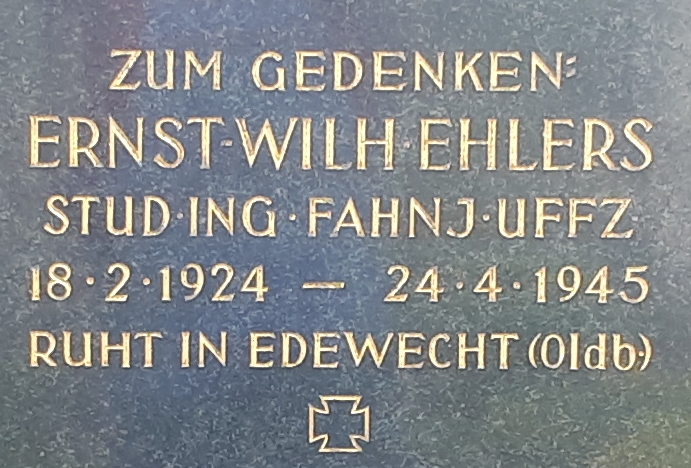 ZUM GEDENKEN:
ERNST-WILH·EHLERS
STUD·ING·FAHNJ·UFFZ
18·2·1924 — 24·4·1945
RUHT IN EDEWECHT (Oldb·)